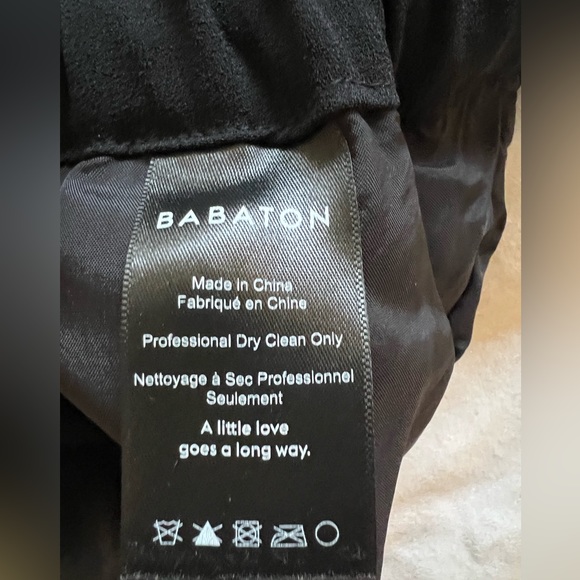 BABATON
Made in China
Fabriqué en Chine
Professional Dry Clean Only
Nettoyage à Sec Professionnel
Seulement
A little love
goes a long way.